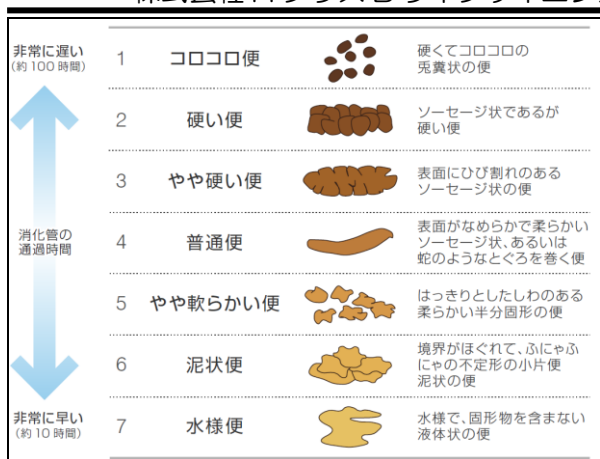 非常に遅い
(約100時間)
消化管の
通過時間
非常に早い
(約10時間)
1 コロコロ便 硬くてコロコロの
兎糞状の便
2 硬い便 ソーセージ状であるが
硬い便
3 やや硬い便 表面にひび割れのある
ソーセージ状の便
4 普通便 表面がなめらかで柔らかい
ソーセージ状、あるいは
蛇のようなとぐろを巻く便
5 やや軟らかい便 はっきりとしたしわのある
柔らかい半分固形の便
6 泥状便 境界がほぐれて、ふにゃふ
にゃの不定形の小片便
泥状の便
7 水様便 水様で、固形物を含まない
液体状の便